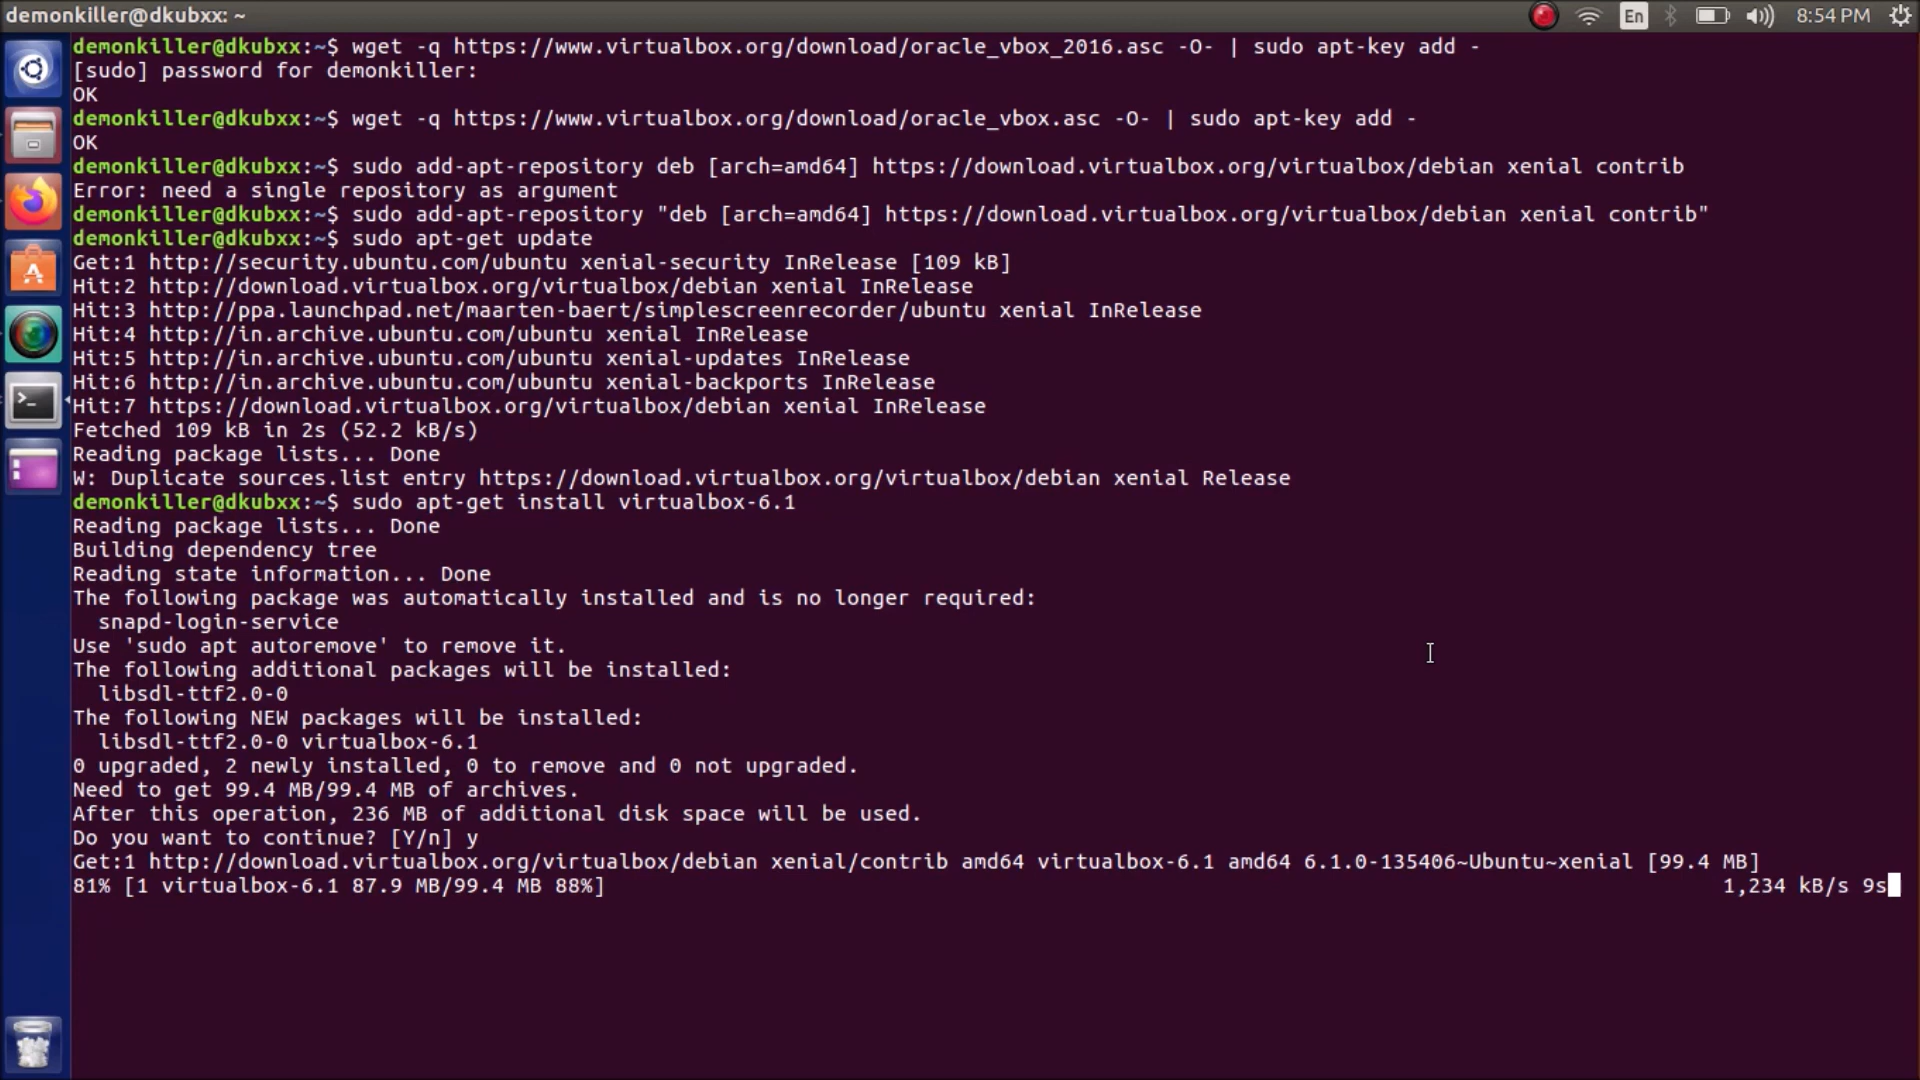 demonkiller@dkubxx: ~
En
8:54 PM
demonkiller@dkubxx:~$ wget -q https://www.virtualbox.org/download/oracle_vbox_2016.asc -O- | sudo apt-key add -
[sudo] password for demonkiller:
OK
demonkiller@dkubxx:~$ wget -q https://www.virtualbox.org/download/oracle_vbox.asc -O- | sudo apt-key add -
OK
demonkiller@dkubxx:~$ sudo add-apt-repository deb [arch=amd64] https://download.virtualbox.org/virtualbox/debian xenial contrib
Error: need a single repository as argument
demonkiller@dkubxx:~$ sudo add-apt-repository "deb [arch=amd64] https://download.virtualbox.org/virtualbox/debian xenial contrib"
demonkiller@dkubxx:~$ sudo apt-get update
Get:1 http://security.ubuntu.com/ubuntu xenial-security InRelease [109 kB]
Hit:2 http://download.virtualbox.org/virtualbox/debian xenial InRelease
Hit:3 http://ppa.launchpad.net/maarten-baert/simplescreenrecorder/ubuntu xenial InRelease
Hit:4 http://in.archive.ubuntu.com/ubuntu xenial InRelease
Hit:5 http://in.archive.ubuntu.com/ubuntu xenial-updates InRelease
Hit:6 http://in.archive.ubuntu.com/ubuntu xenial-backports InRelease
Hit:7 https://download.virtualbox.org/virtualbox/debian xenial InRelease
Fetched 109 kB in 2s (52.2 kB/s)
Reading package lists... Done
W: Duplicate sources.list entry https://download.virtualbox.org/virtualbox/debian xenial Release
demonkiller@dkubxx:~$ sudo apt-get install virtualbox-6.1
Reading package lists... Done
Building dependency tree
Reading state information... Done
The following package was automatically installed and is no longer required:
snapd-login-service
Use 'sudo apt autoremove' to remove it.
The following additional packages will be installed:
libsdl-ttf2.0-0
The following NEW packages will be installed:
libsdl-ttf2.0-0 virtualbox-6.1
0 upgraded, 2 newly installed, 0 to remove and 0 not upgraded.
Need to get 99.4 MB/99.4 MB of archives.
After this operation, 236 MB of additional disk space will be used.
Do you want to continue? [Y/n] y
Get:1 http://download.virtualbox.org/virtualbox/debian xenial/contrib amd64 virtualbox-6.1 amd64 6.1.0-135406~Ubuntu~xenial [99.4 MB]
81% [1 virtualbox-6.1 87.9 MB/99.4 MB 88%] 1,234 kB/s 9s